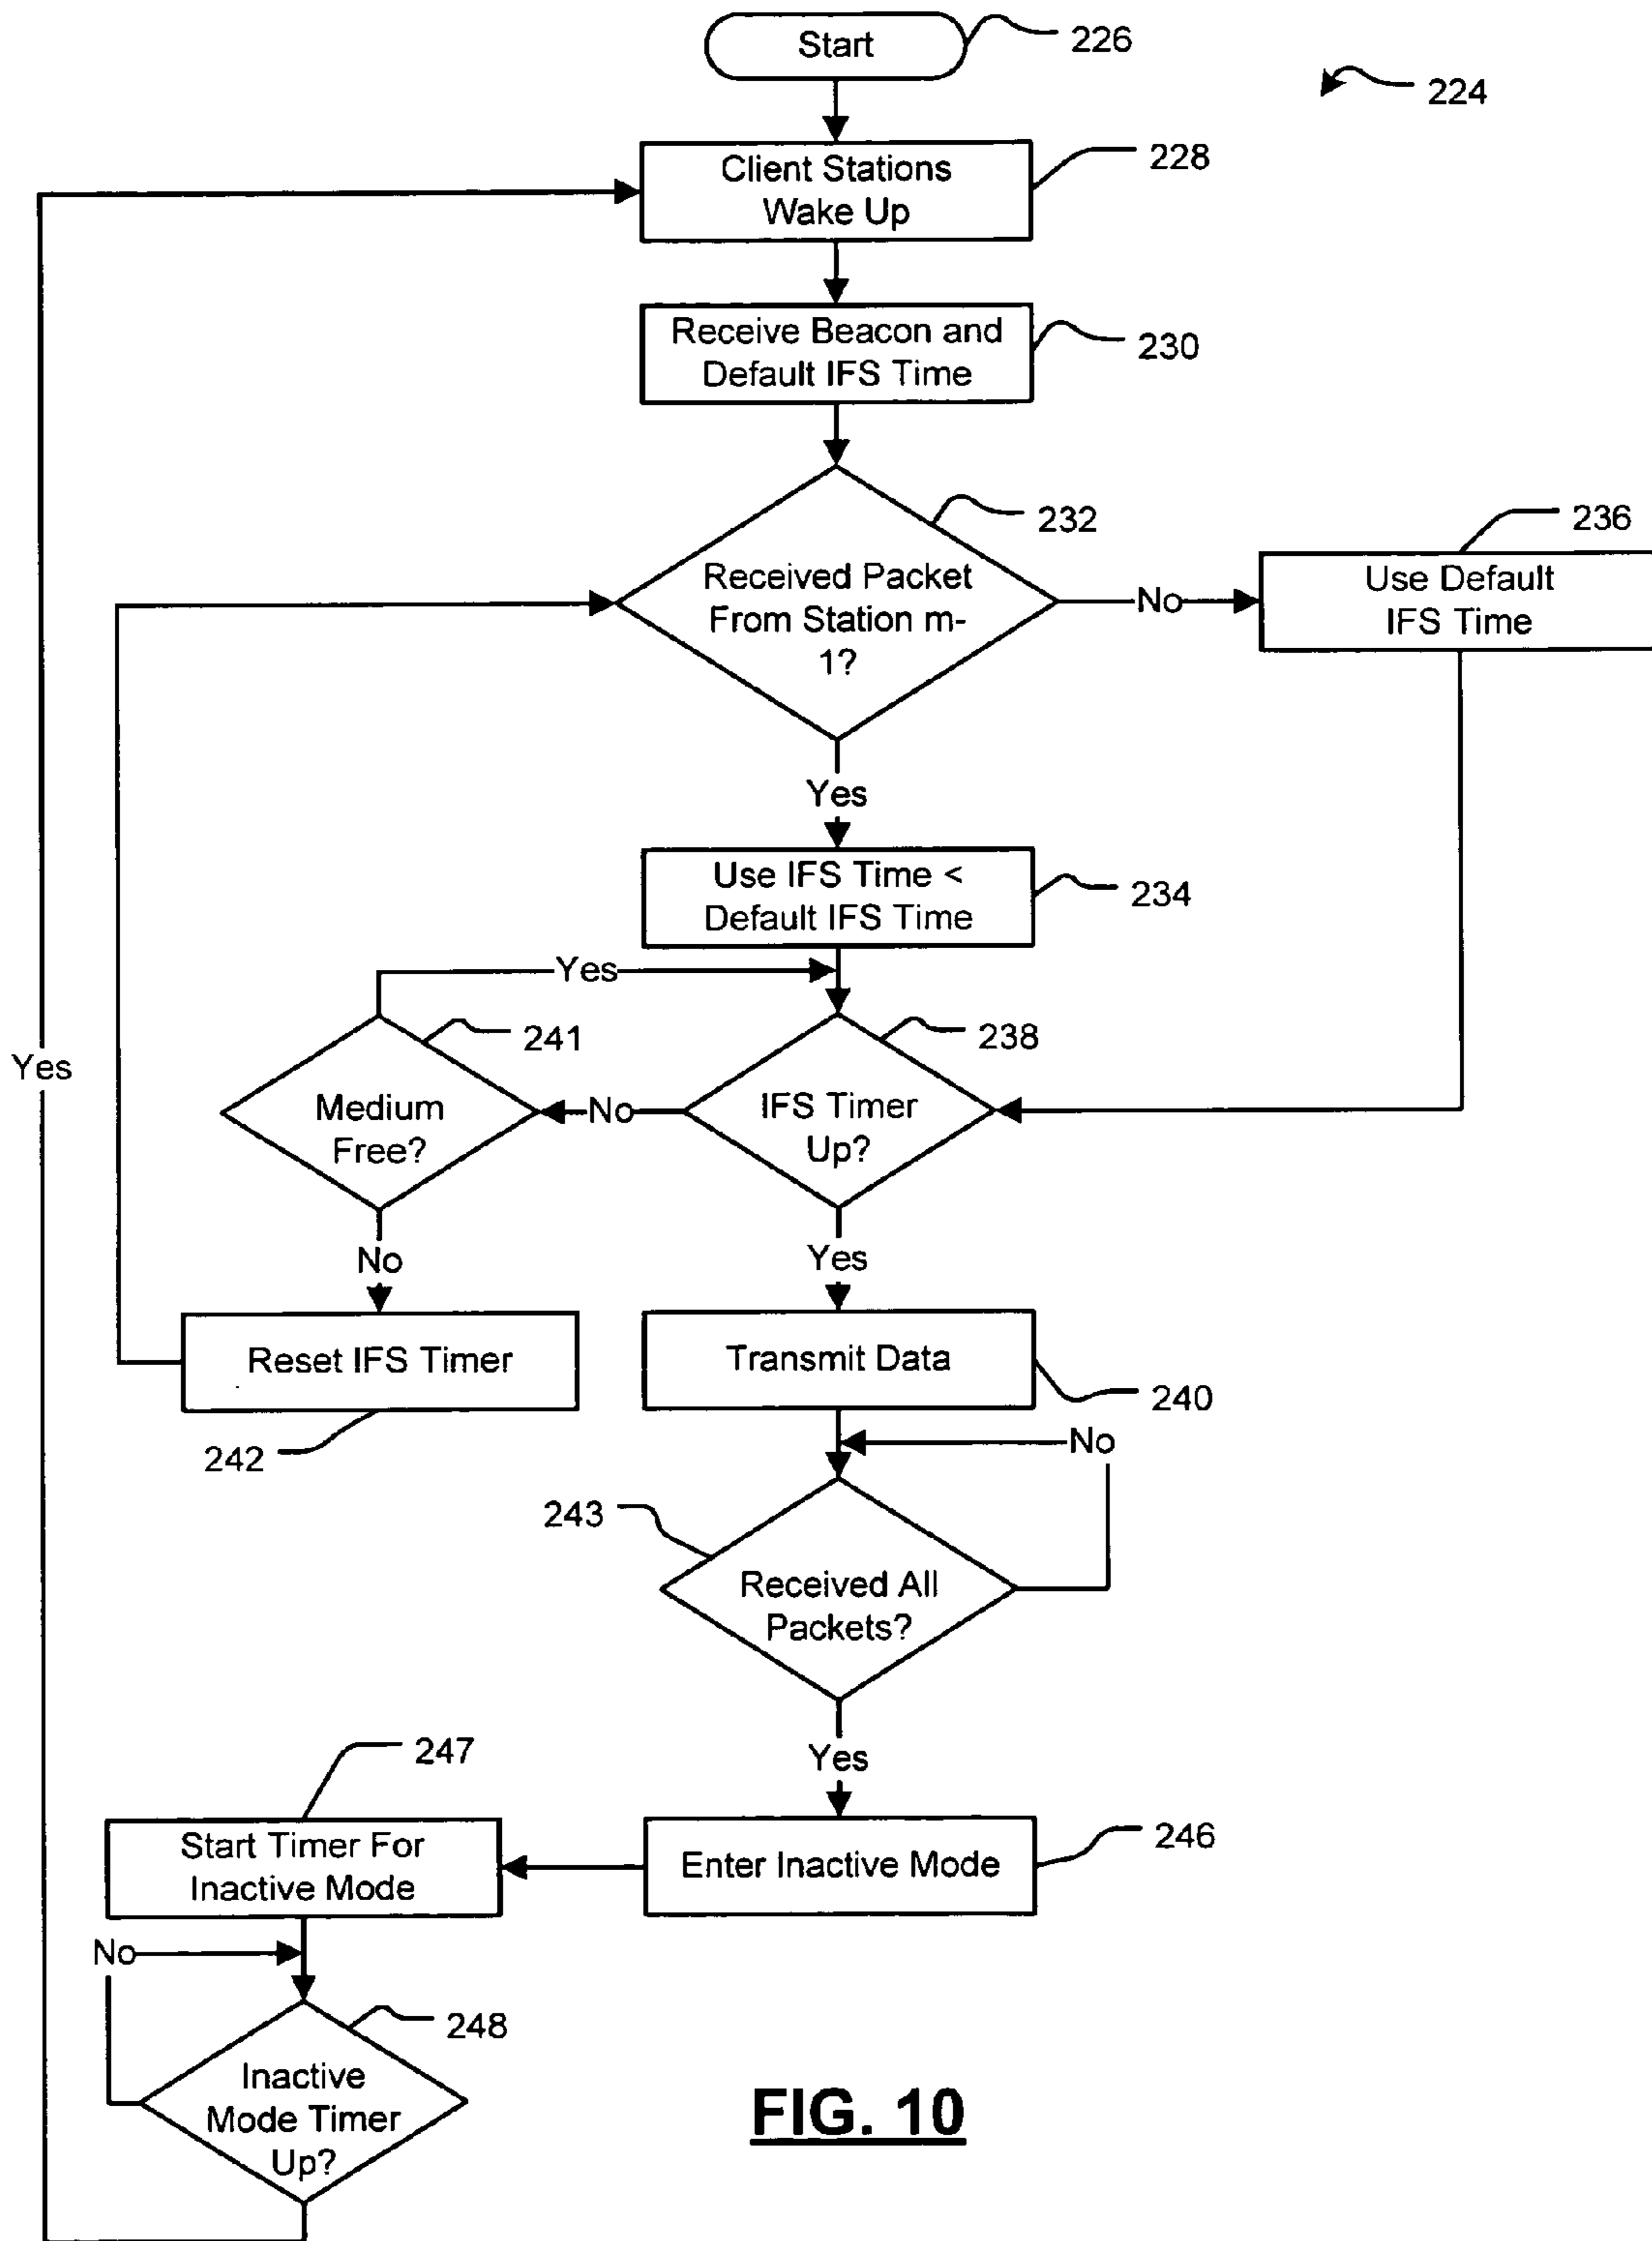 Start
226
224
Client Stations
Wake Up
228
Receive Beacon and
Default IFS Time
230
232
236
Received Packet
From Station m-
1?
No
Use Default
IFS Time
Yes
Use IFS Time <
Default IFS Time
234
Yes
241
238
Yes
Medium
Free?
No
IFS Timer
Up?
No
Yes
Reset IFS Timer
Transmit Data
240
242
No
243
Received All
Packets?
Yes
247
Start Timer For
Inactive Mode
Enter Inactive Mode
246
No
248
Inactive
Mode Timer
Up?
FIG. 10